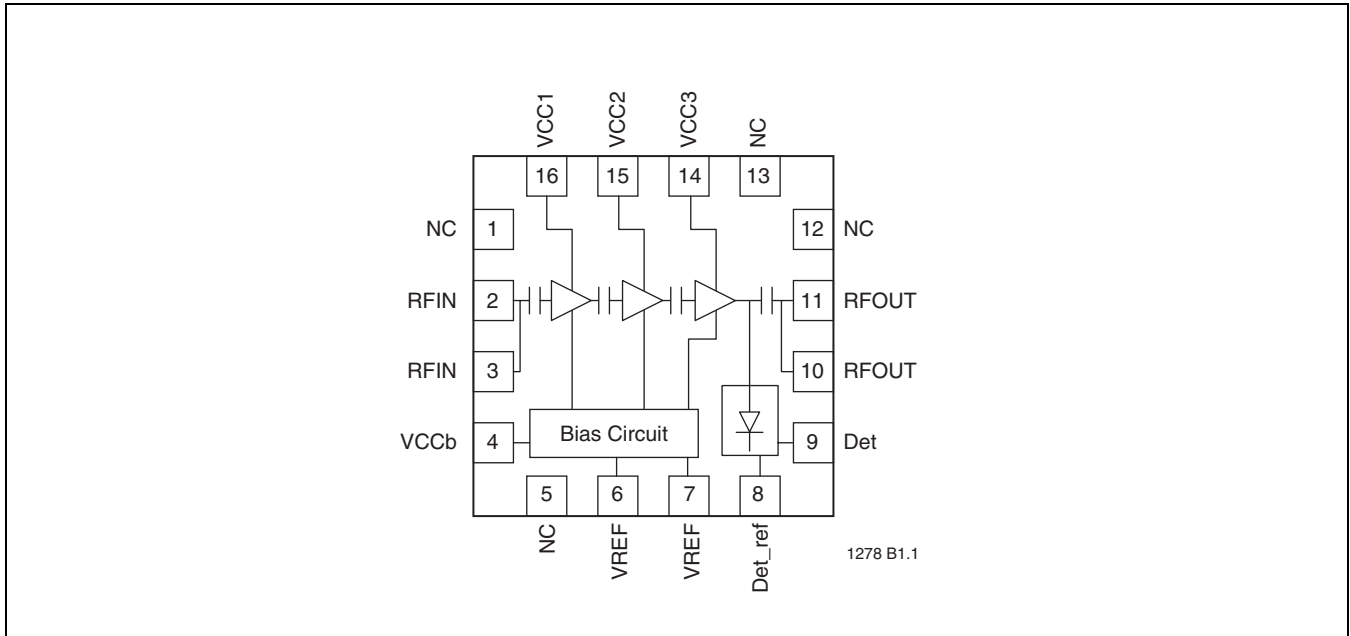 VCC1
VCC2
VCC3
NC
16
15
14
13
NC 1
12 NC
RFIN 2
11 RFOUT
RFIN 3
10 RFOUT
VCCb 4
Bias Circuit
9 Det
5
6
7
8
NC
VREF
VREF
Det_ref
1278 B1.1